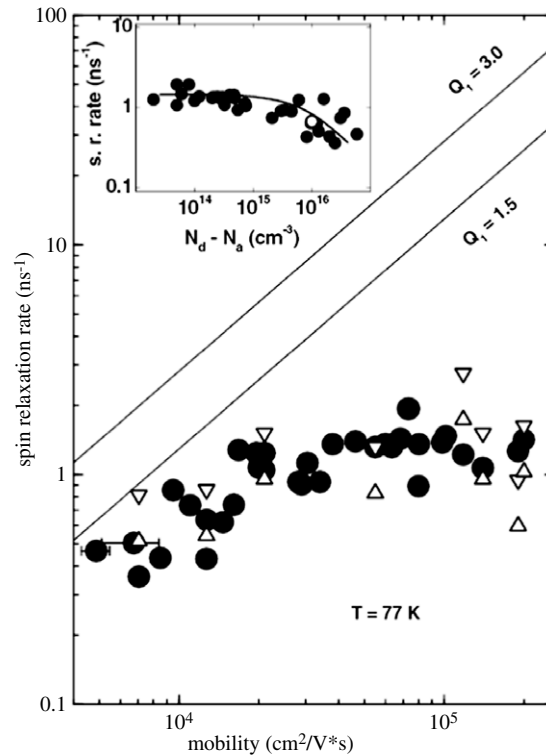 100
10
1
0.1
spin relaxation rate (ns⁻¹)
10
1
0.1
s. r. rate (ns⁻¹)
10¹⁴ 10¹⁵ 10¹⁶
N_d - N_a (cm⁻³)
Q₁ = 3.0
Q₁ = 1.5
T = 77 K
10⁴ 10⁵
mobility (cm²/V*s)